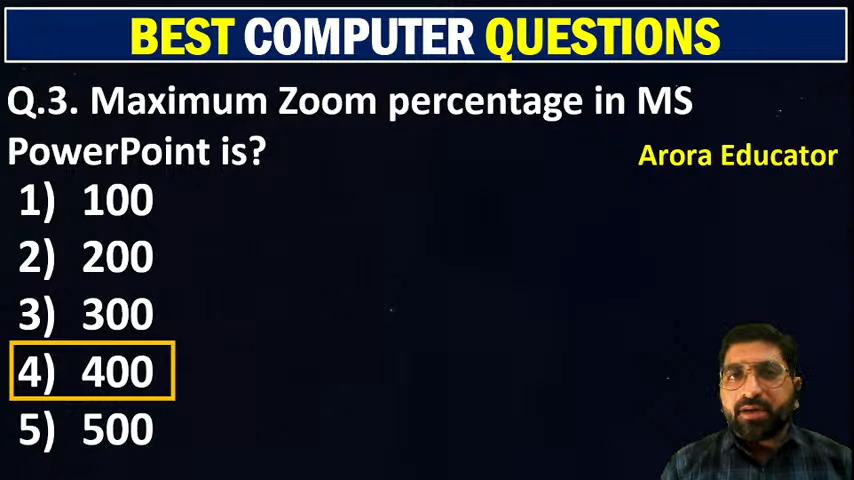 BEST COMPUTER QUESTIONS
Q.3. Maximum Zoom percentage in MS
PowerPoint is?
Arora Educator
1) 100
2) 200
3) 300
4) 400
5) 500